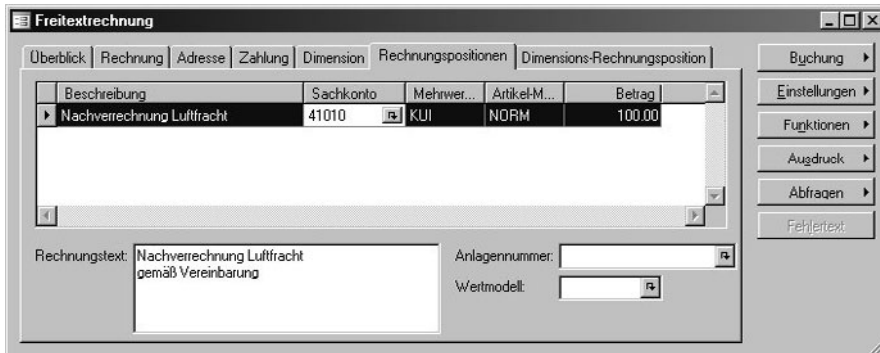 Freitextrechnung
Überblick Rechnung Adresse Zahlung Dimension Rechnungspositionen Dimensions-Rechnungsposition
Beschreibung Sachkonto Mehrwer... Artikel-M... Betrag
Nachverrechnung Luftfracht 41010 KUI NORM 100.00
Rechnungstext: Nachverrechnung Luftfracht
gemäß Vereinbarung
Anlagennummer:
Wertmodell:
Buchung
Einstellungen
Funktionen
Ausdruck
Abfragen
Fehlertext